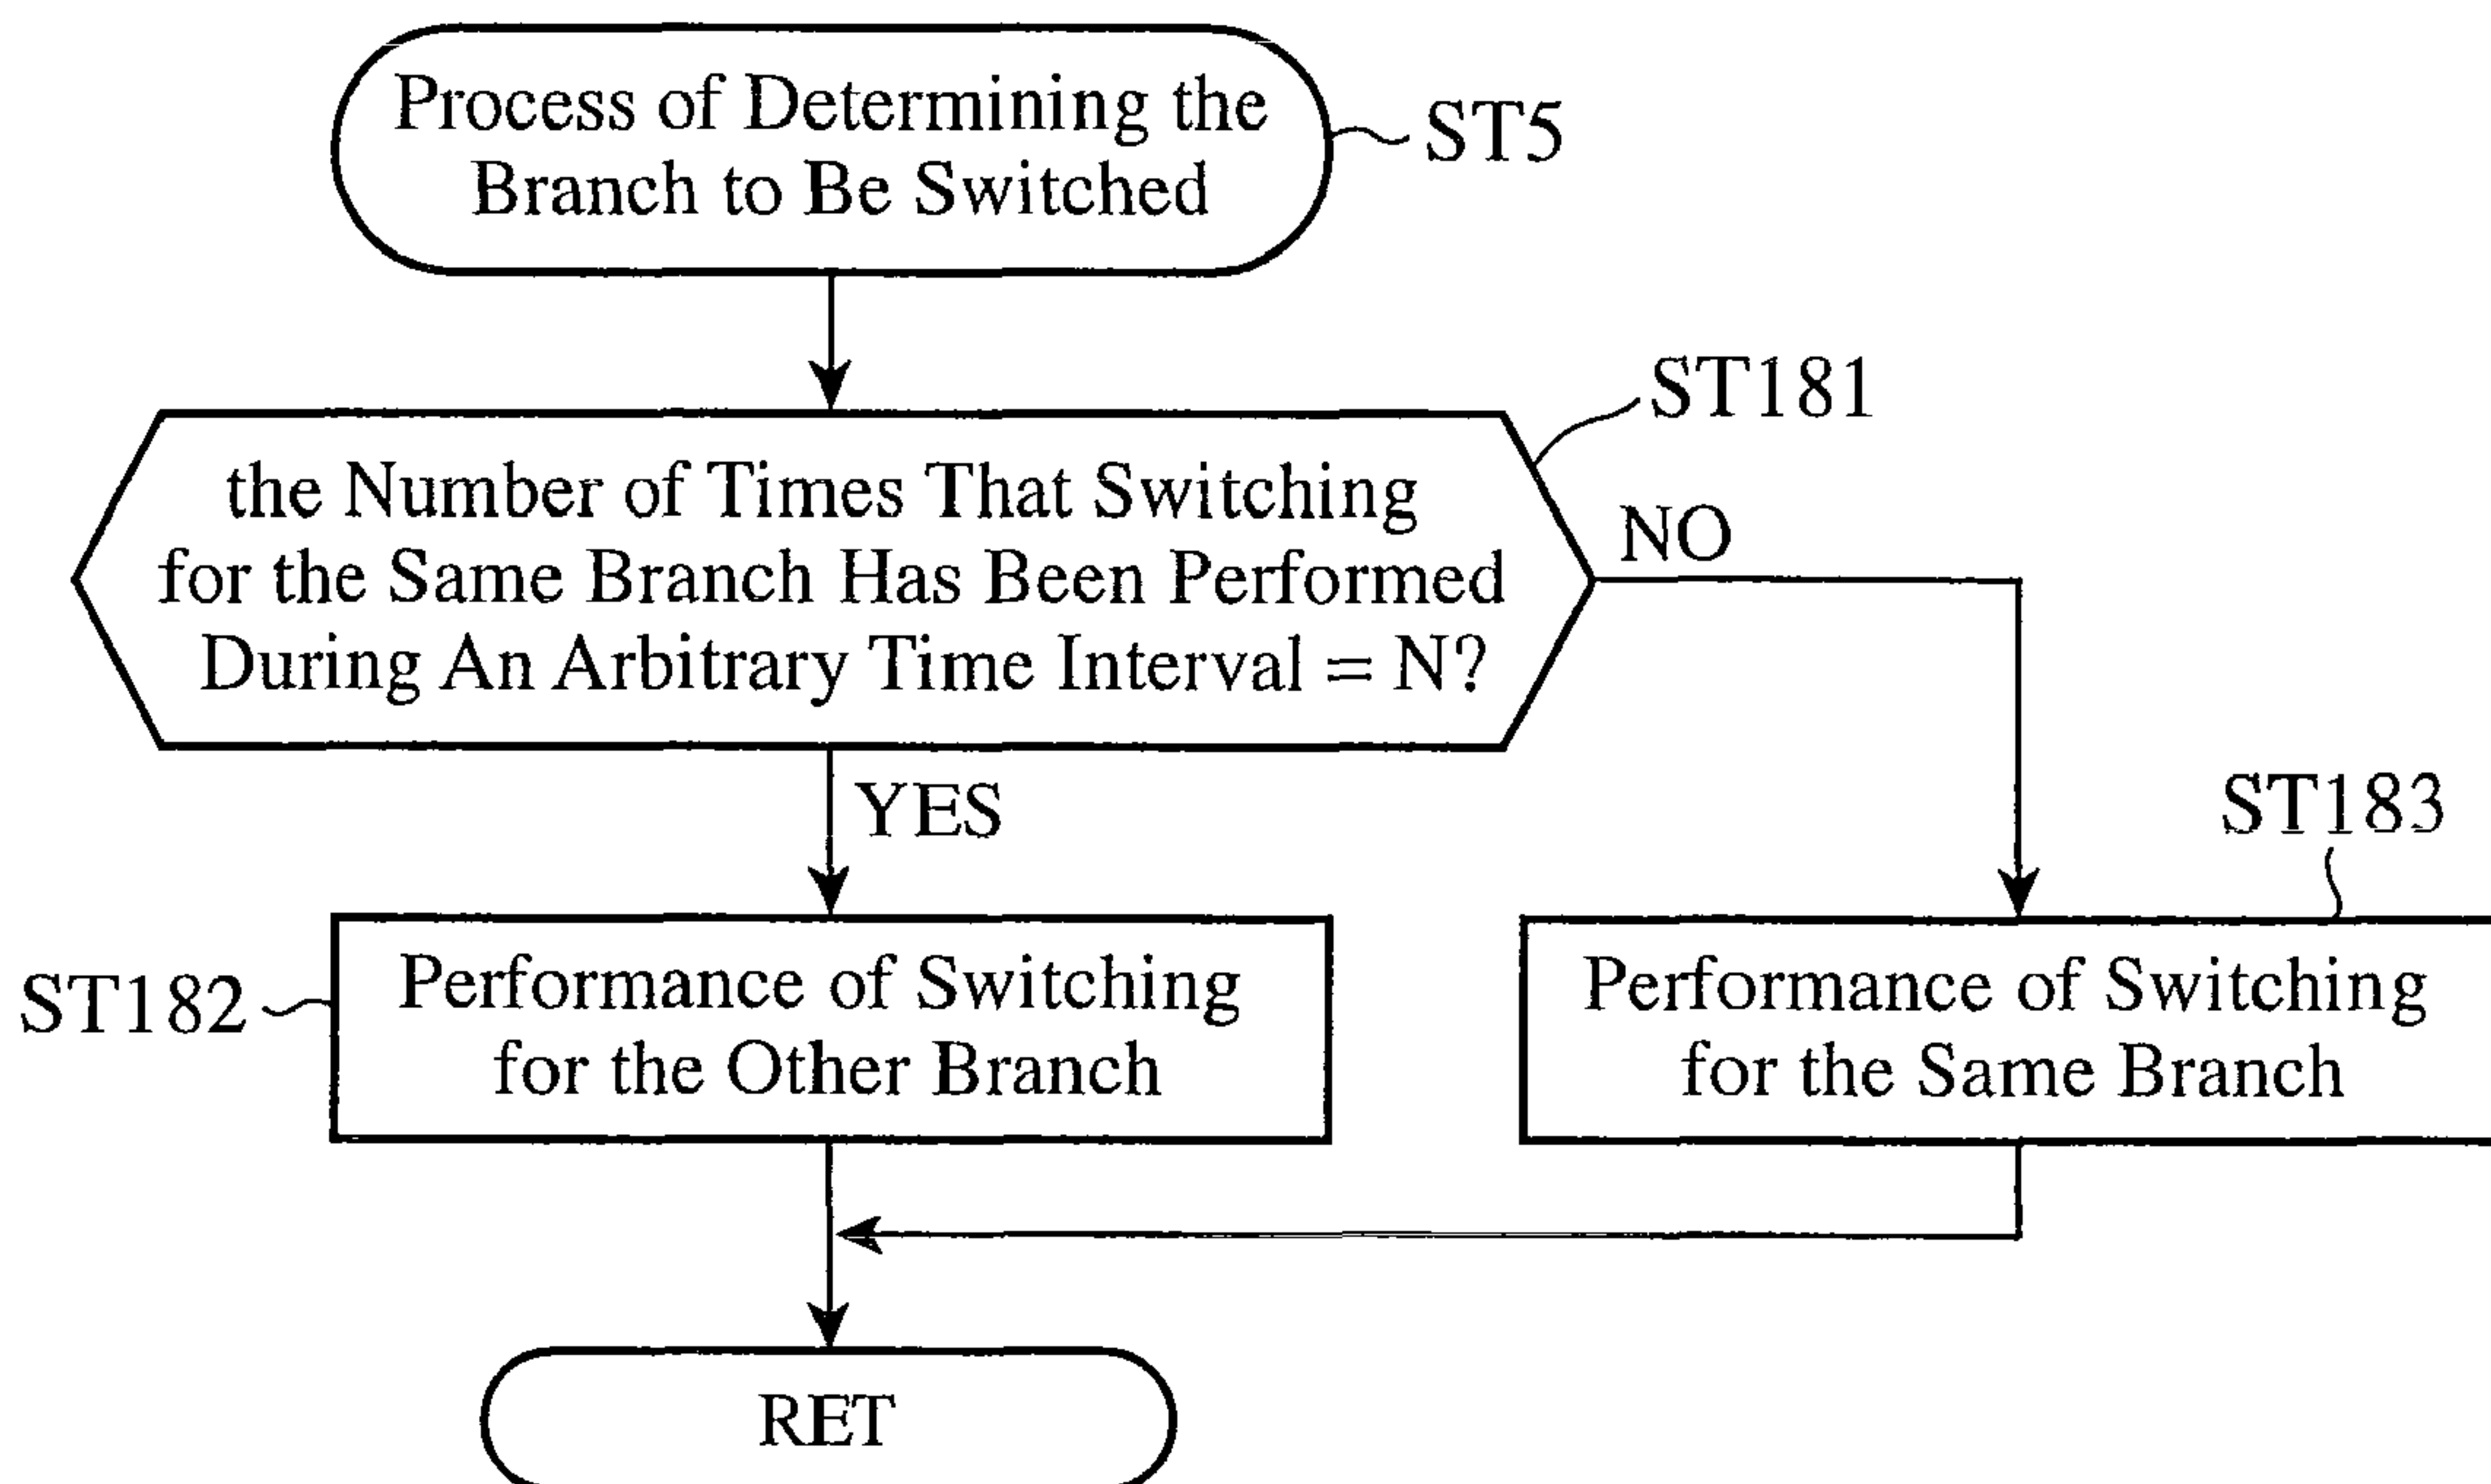 Process of Determining the
Branch to Be Switched
ST5
ST181
the Number of Times That Switching
for the Same Branch Has Been Performed
During An Arbitrary Time Interval = N?
NO
YES
ST183
ST182
Performance of Switching
for the Other Branch
Performance of Switching
for the Same Branch
RET